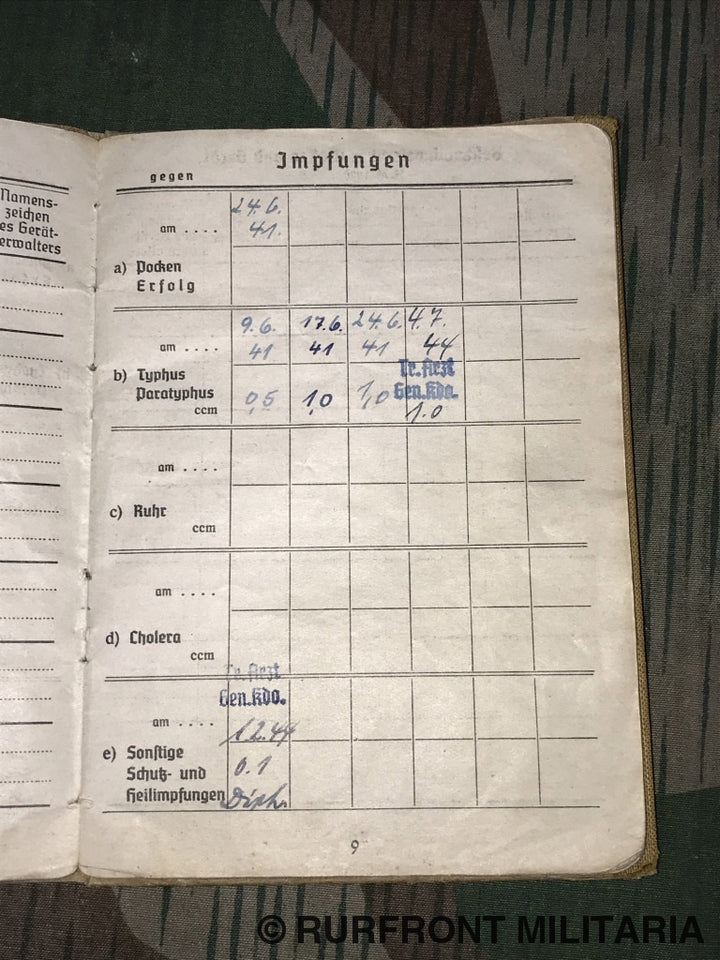 Namens-
zeichen
es Gerät-
erwalters
Impfungen
gegen
24.6.
am .... 41.
a) Pocken
Erfolg
9.6. 17.6. 24.6. 4.7.
am .... 41 41 41 44
b) Typhus Tr.Arzt
Paratyphus 0,5 1,0 1,0 Gen.Kdo.
ccm 1.0
am ....
c) Ruhr
ccm
am ....
d) Cholera
ccm
Tr.Arzt
Gen.Kdo.
am .... 1.2.44
e) Sonstige
Schutz- und 0.1
Heilimpfungen Diph.
9
© RURFRONT MILITARIA